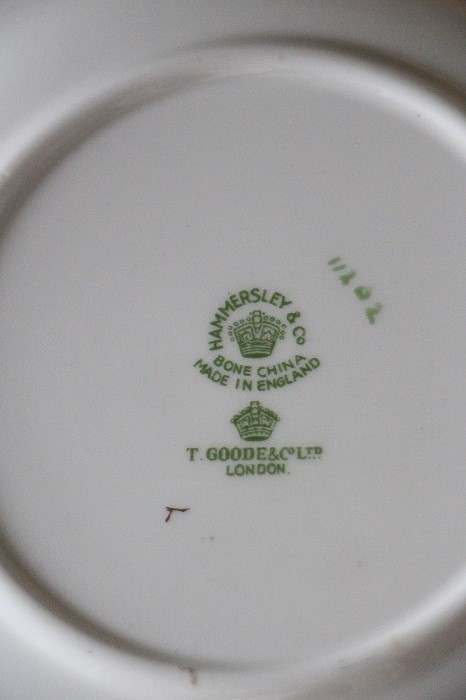 HAMMERSLEY & Co
BONE CHINA
MADE IN ENGLAND
T. GOODE & Co LTD
LONDON.